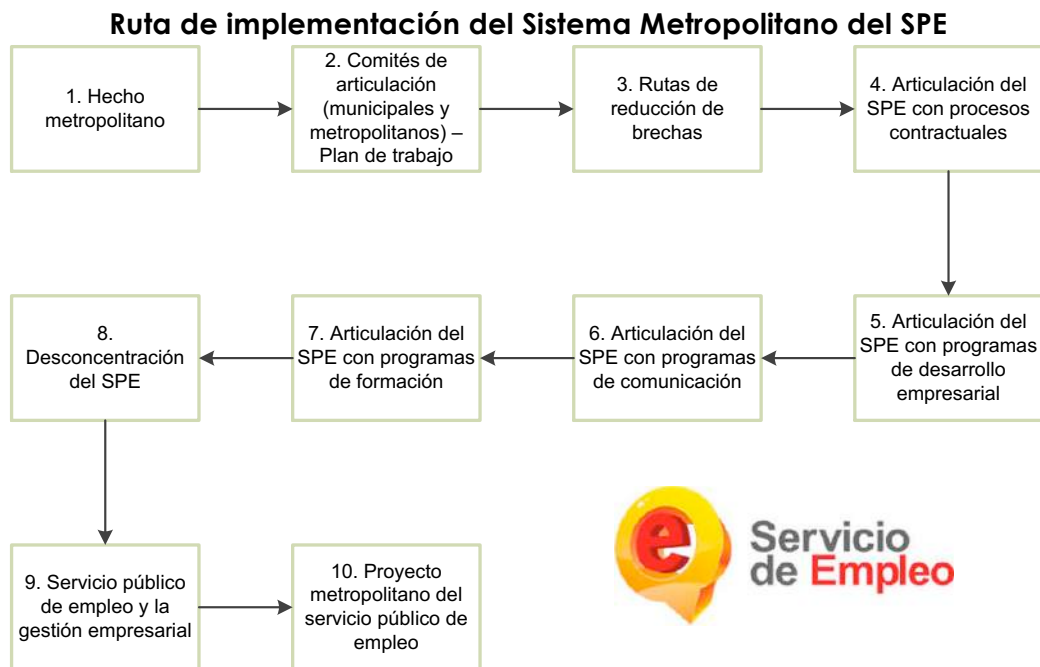 Ruta de implementación del Sistema Metropolitano del SPE
1. Hecho
metropolitano
2. Comités de
articulación
(municipales y
metropolitanos) –
Plan de trabajo
3. Rutas de
reducción de
brechas
4. Articulación del
SPE con procesos
contractuales
5. Articulación del
SPE con programas
de desarrollo
empresarial
6. Articulación del
SPE con programas
de comunicación
7. Articulación del
SPE con programas
de formación
8.
Desconcentración
del SPE
9. Servicio público
de empleo y la
gestión empresarial
10. Proyecto
metropolitano del
servicio público de
empleo
e
Servicio
de Empleo